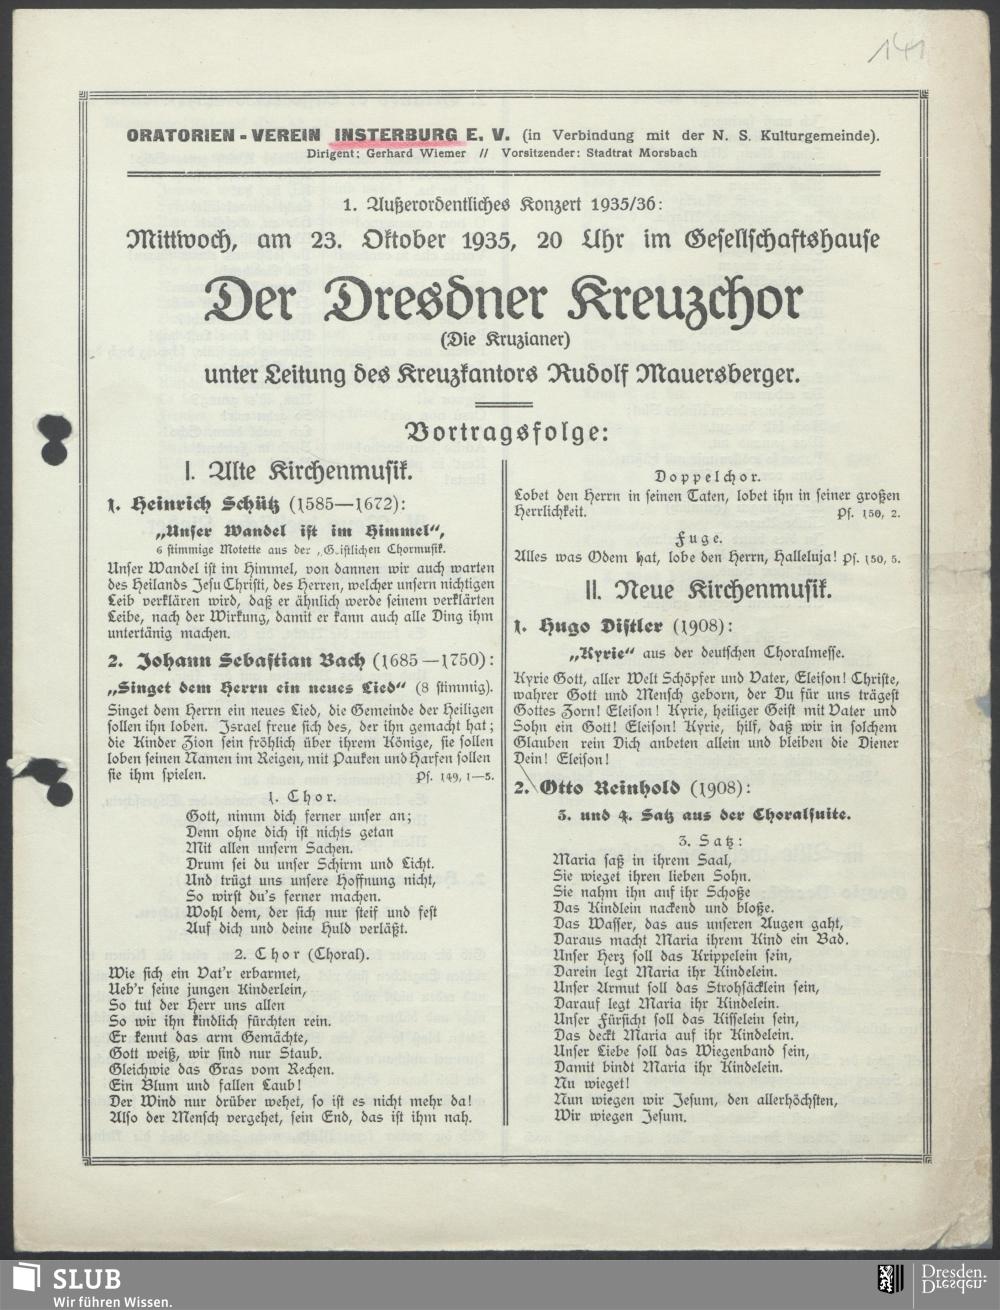 141
ORATORIEN-VEREIN INSTERBURG E. V. (in Verbindung mit der N. S. Kulturgemeinde).
Dirigent: Gerhard Wiemer // Vorsitzender: Stadtrat Morsbach
1. Außerordentliches Konzert 1935/36:
Mittwoch, am 23. Oktober 1935, 20 Uhr im Gesellschaftshause
Der Dresdner Kreuzchor
(Die Kruzianer)
unter Leitung des Kreuzkantors Rudolf Mauersberger.
Vortragsfolge:
I. Alte Kirchenmusik.
1. Heinrich Schütz (1585—1672):
„Unser Wandel ist im Himmel“,
6 stimmige Motette aus der „G.istlichen Chormusik.
Unser Wandel ist im Himmel, von dannen wir auch warten
des Heilands Jesu Christi, des Herren, welcher unsern nichtigen
Leib verklären wird, daß er ähnlich werde seinem verklärten
Leibe, nach der Wirkung, damit er kann auch alle Ding ihm
untertänig machen.
2. Johann Sebastian Bach (1685—1750):
„Singet dem Herrn ein neues Lied“ (8 stimmig).
Singet dem Herrn ein neues Lied, die Gemeinde der Heiligen
sollen ihn loben. Israel freue sich des, der ihn gemacht hat;
die Kinder Zion sein fröhlich über ihrem Könige, sie sollen
loben seinen Namen im Reigen, mit Pauken und Harfen sollen
sie ihm spielen. Ps. 149, 1—5.
1. Chor.
Gott, nimm dich ferner unser an;
Denn ohne dich ist nichts getan
Mit allen unsern Sachen.
Drum sei du unser Schirm und Licht.
Und trügt uns unsere Hoffnung nicht,
So wirst du's ferner machen.
Wohl dem, der sich nur steif und fest
Auf dich und deine Huld verläßt.
2. Chor (Choral).
Wie sich ein Vat'r erbarmet,
Ueb'r seine jungen Kinderlein,
So tut der Herr uns allen
So wir ihn kindlich fürchten rein.
Er kennt das arm Gemächte,
Gott weiß, wir sind nur Staub.
Gleichwie das Gras vom Rechen.
Ein Blum und fallen Laub!
Der Wind nur drüber wehet, so ist es nicht mehr da!
Also der Mensch vergehet, sein End, das ist ihm nah.
Doppelchor.
Lobet den Herrn in seinen Taten, lobet ihn in seiner großen
Herrlichkeit. Ps. 150, 2.
Fuge.
Alles was Odem hat, lobe den Herrn, Halleluja! Ps. 150, 5.
II. Neue Kirchenmusik.
1. Hugo Distler (1908):
„Kyrie“ aus der deutschen Choralmesse.
Kyrie Gott, aller Welt Schöpfer und Vater, Eleison! Christe,
wahrer Gott und Mensch geborn, der Du für uns trägest
Gottes Zorn! Eleison! Kyrie, heiliger Geist mit Vater und
Sohn ein Gott! Eleison! Kyrie, hilf, daß wir in solchem
Glauben rein Dich anbeten allein und bleiben die Diener
Dein! Eleison!
2. Otto Reinhold (1908):
3. und 4. Satz aus der Choralsuite.
3. Satz:
Maria saß in ihrem Saal,
Sie wieget ihren lieben Sohn.
Sie nahm ihn auf ihr Schoße
Das Kindlein nackend und bloße.
Das Wasser, das aus unseren Augen gaht,
Daraus macht Maria ihrem Kind ein Bad.
Unser Herz soll das Krippelein sein,
Darein legt Maria ihr Kindelein.
Unser Armut soll das Strohsäcklein sein,
Darauf legt Maria ihr Kindelein.
Unser Fürsicht soll das Kisselein sein,
Das deckt Maria auf ihr Kindelein.
Unser Liebe soll das Wiegenband sein,
Damit bindt Maria ihr Kindelein.
Nu wieget!
Nun wiegen wir Jesum, den allerhöchsten,
Wir wiegen Jesum.
SLUB
Wir führen Wissen.
Dresden.
Dresden.